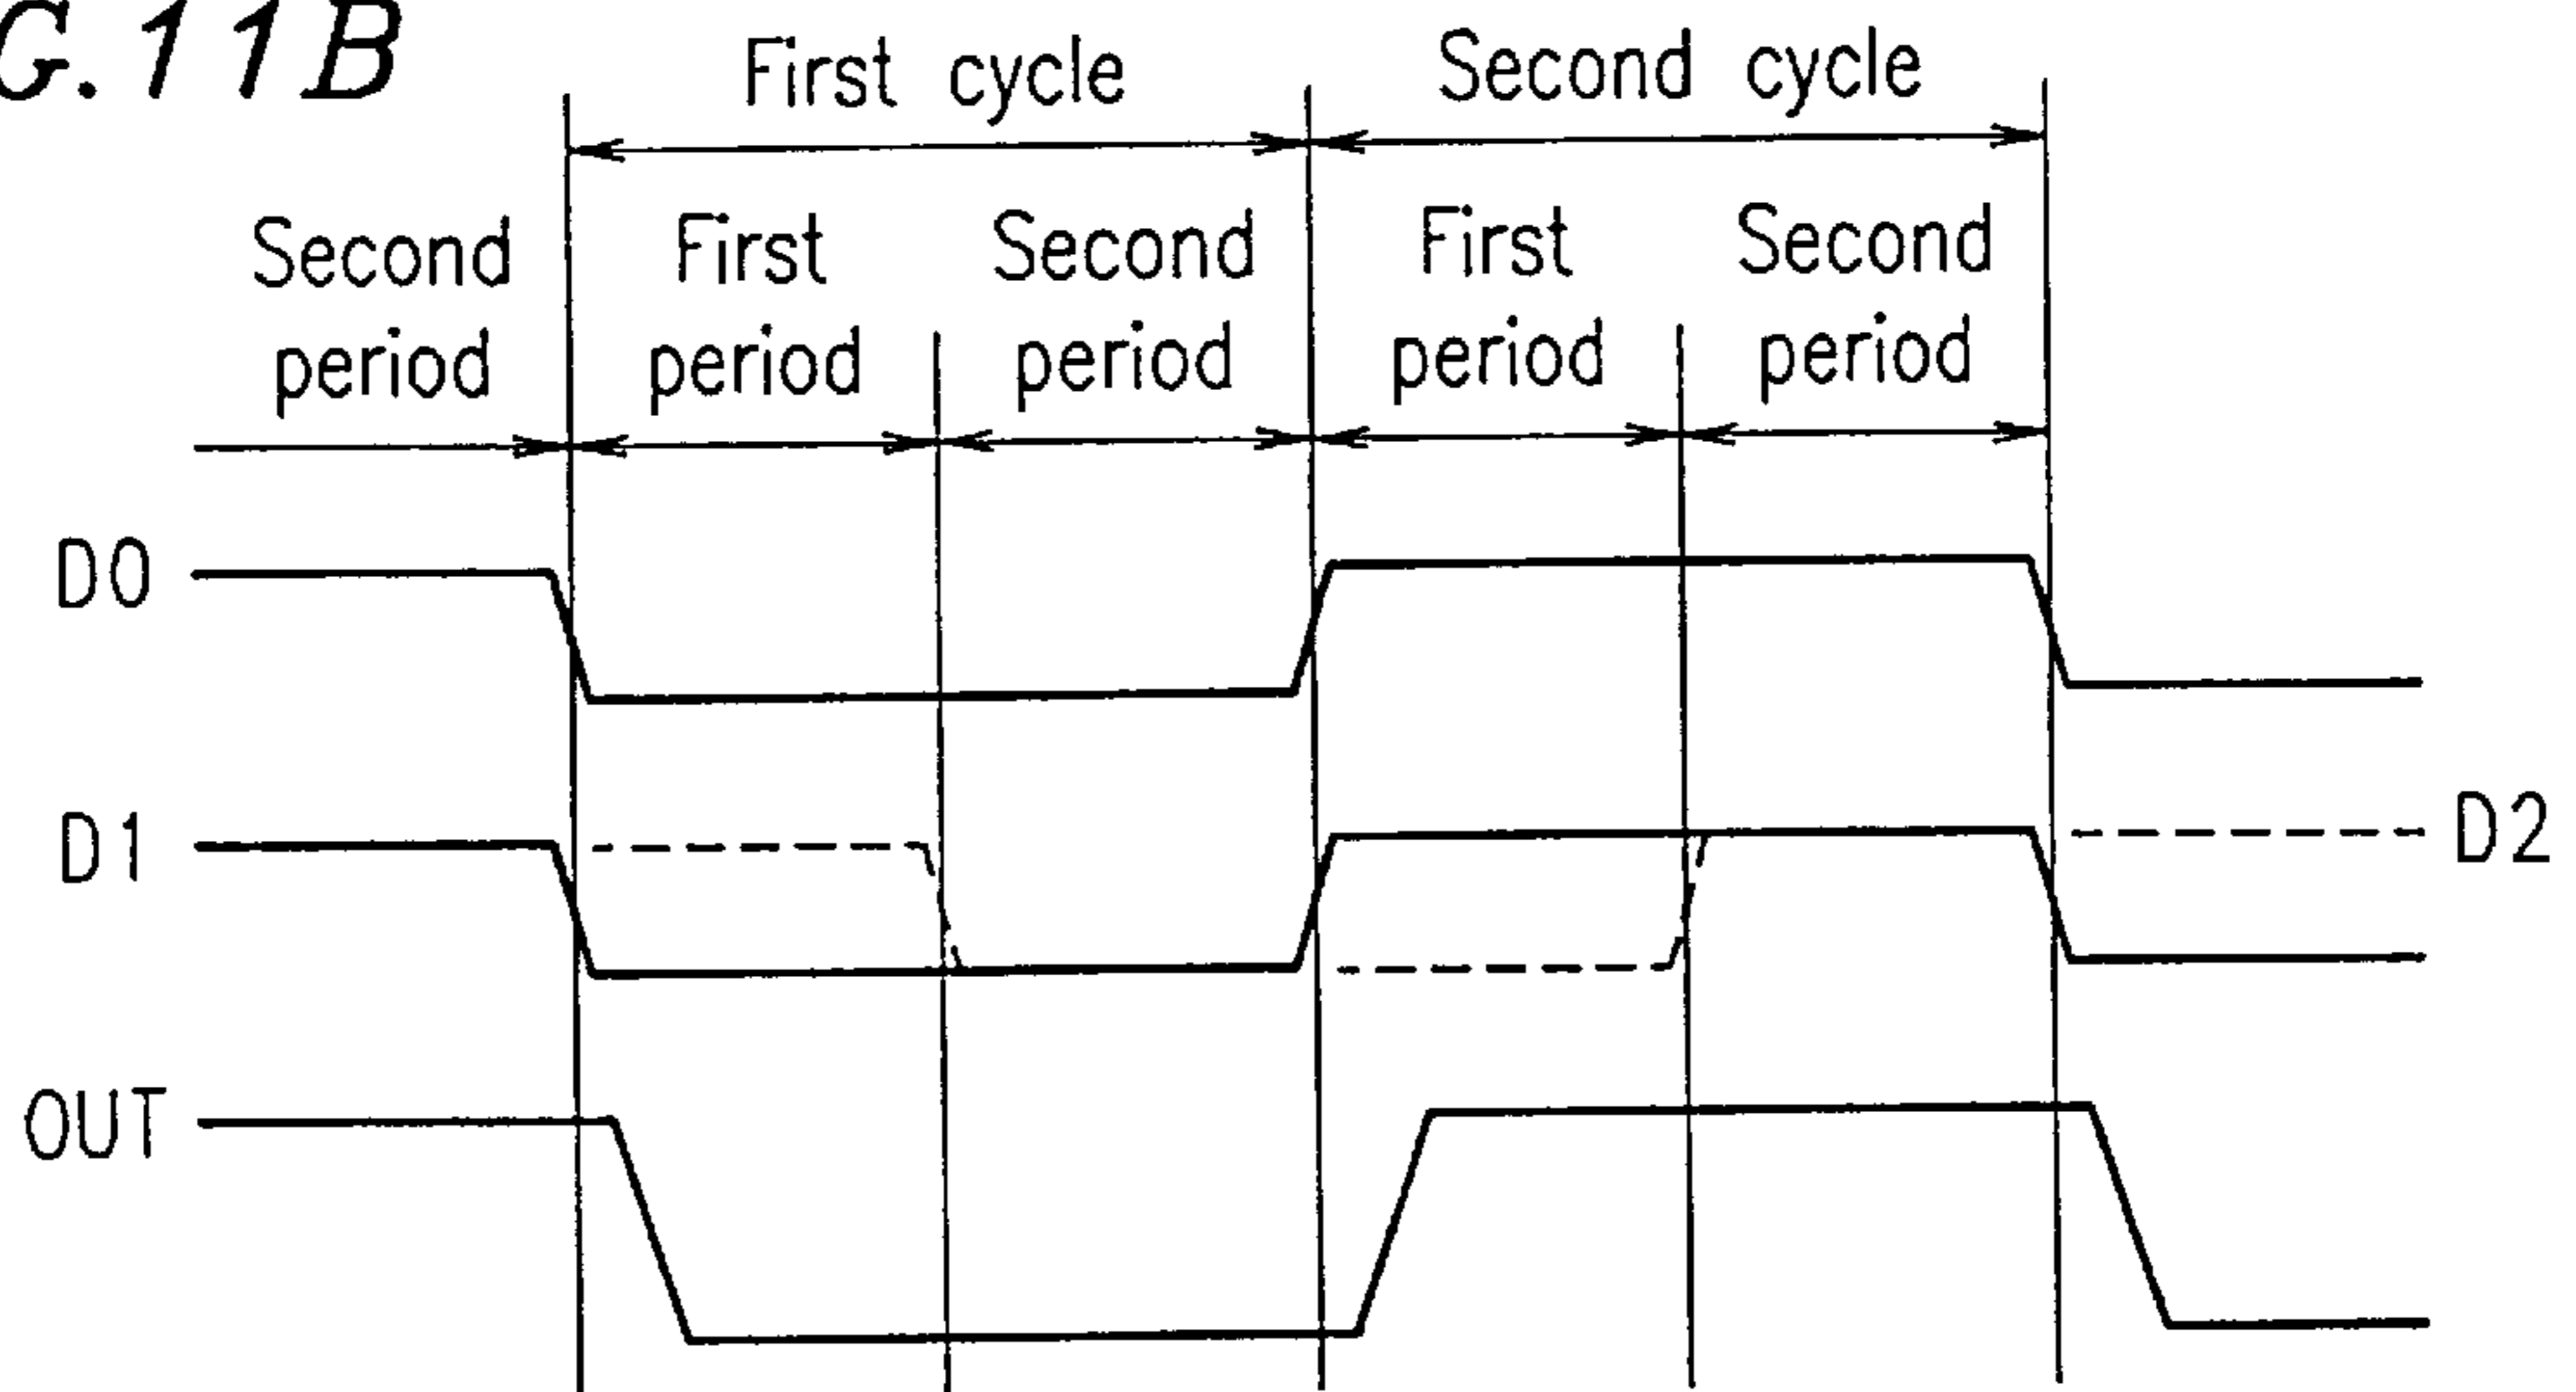 G.11B
First cycle Second cycle
Second period First period Second period First period Second period
D0
D1 D2
OUT